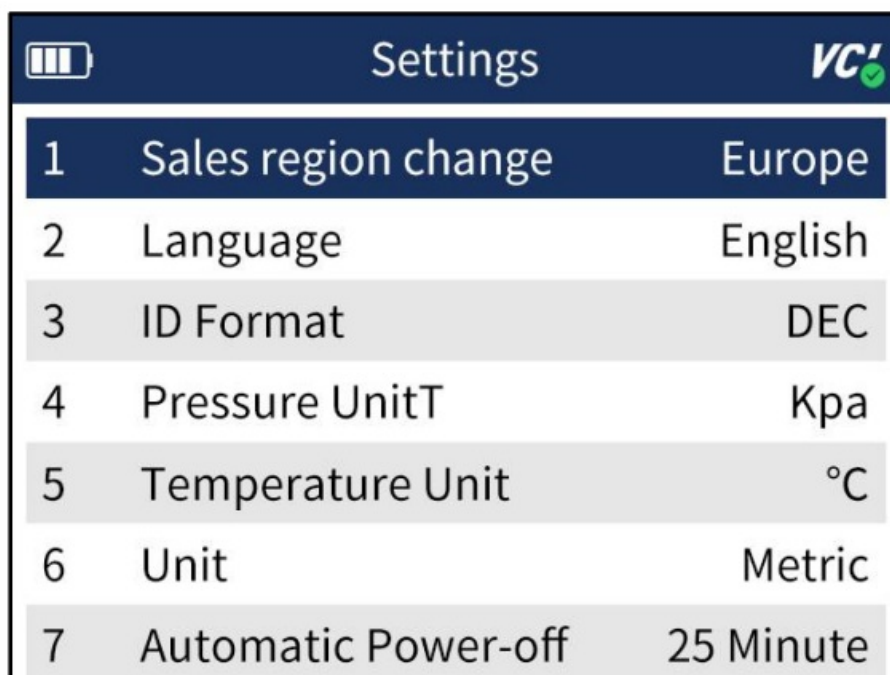 Settings VCI
1 Sales region change Europe
2 Language English
3 ID Format DEC
4 Pressure UnitT Kpa
5 Temperature Unit °C
6 Unit Metric
7 Automatic Power-off 25 Minute